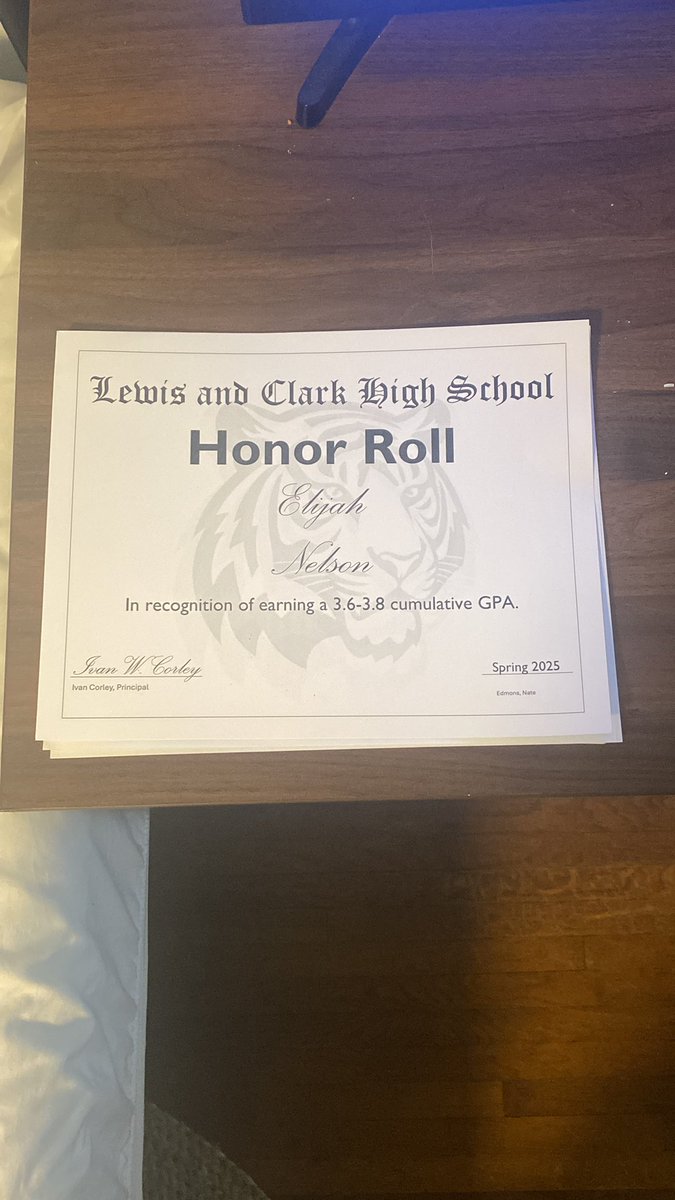 Lewis and Clark High School
Honor Roll
Elijah
Nelson
In recognition of earning a 3.6-3.8 cumulative GPA.
Ivan W. Corley
Spring 2025
Ivan Corley, Principal
Edmons, Nate